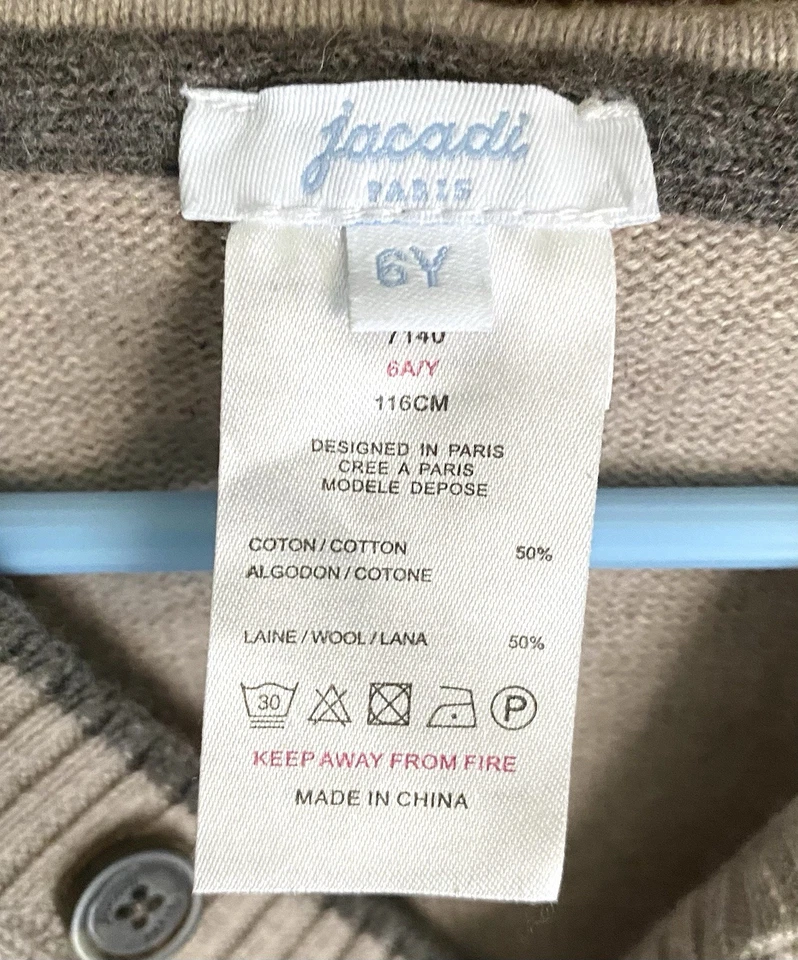 jacadi
PARIS
6Y
7140
6A/Y
116CM
DESIGNED IN PARIS
CREE A PARIS
MODELE DEPOSE
COTON / COTTON 50%
ALGODON / COTONE
LAINE / WOOL / LANA 50%
30 P
KEEP AWAY FROM FIRE
MADE IN CHINA